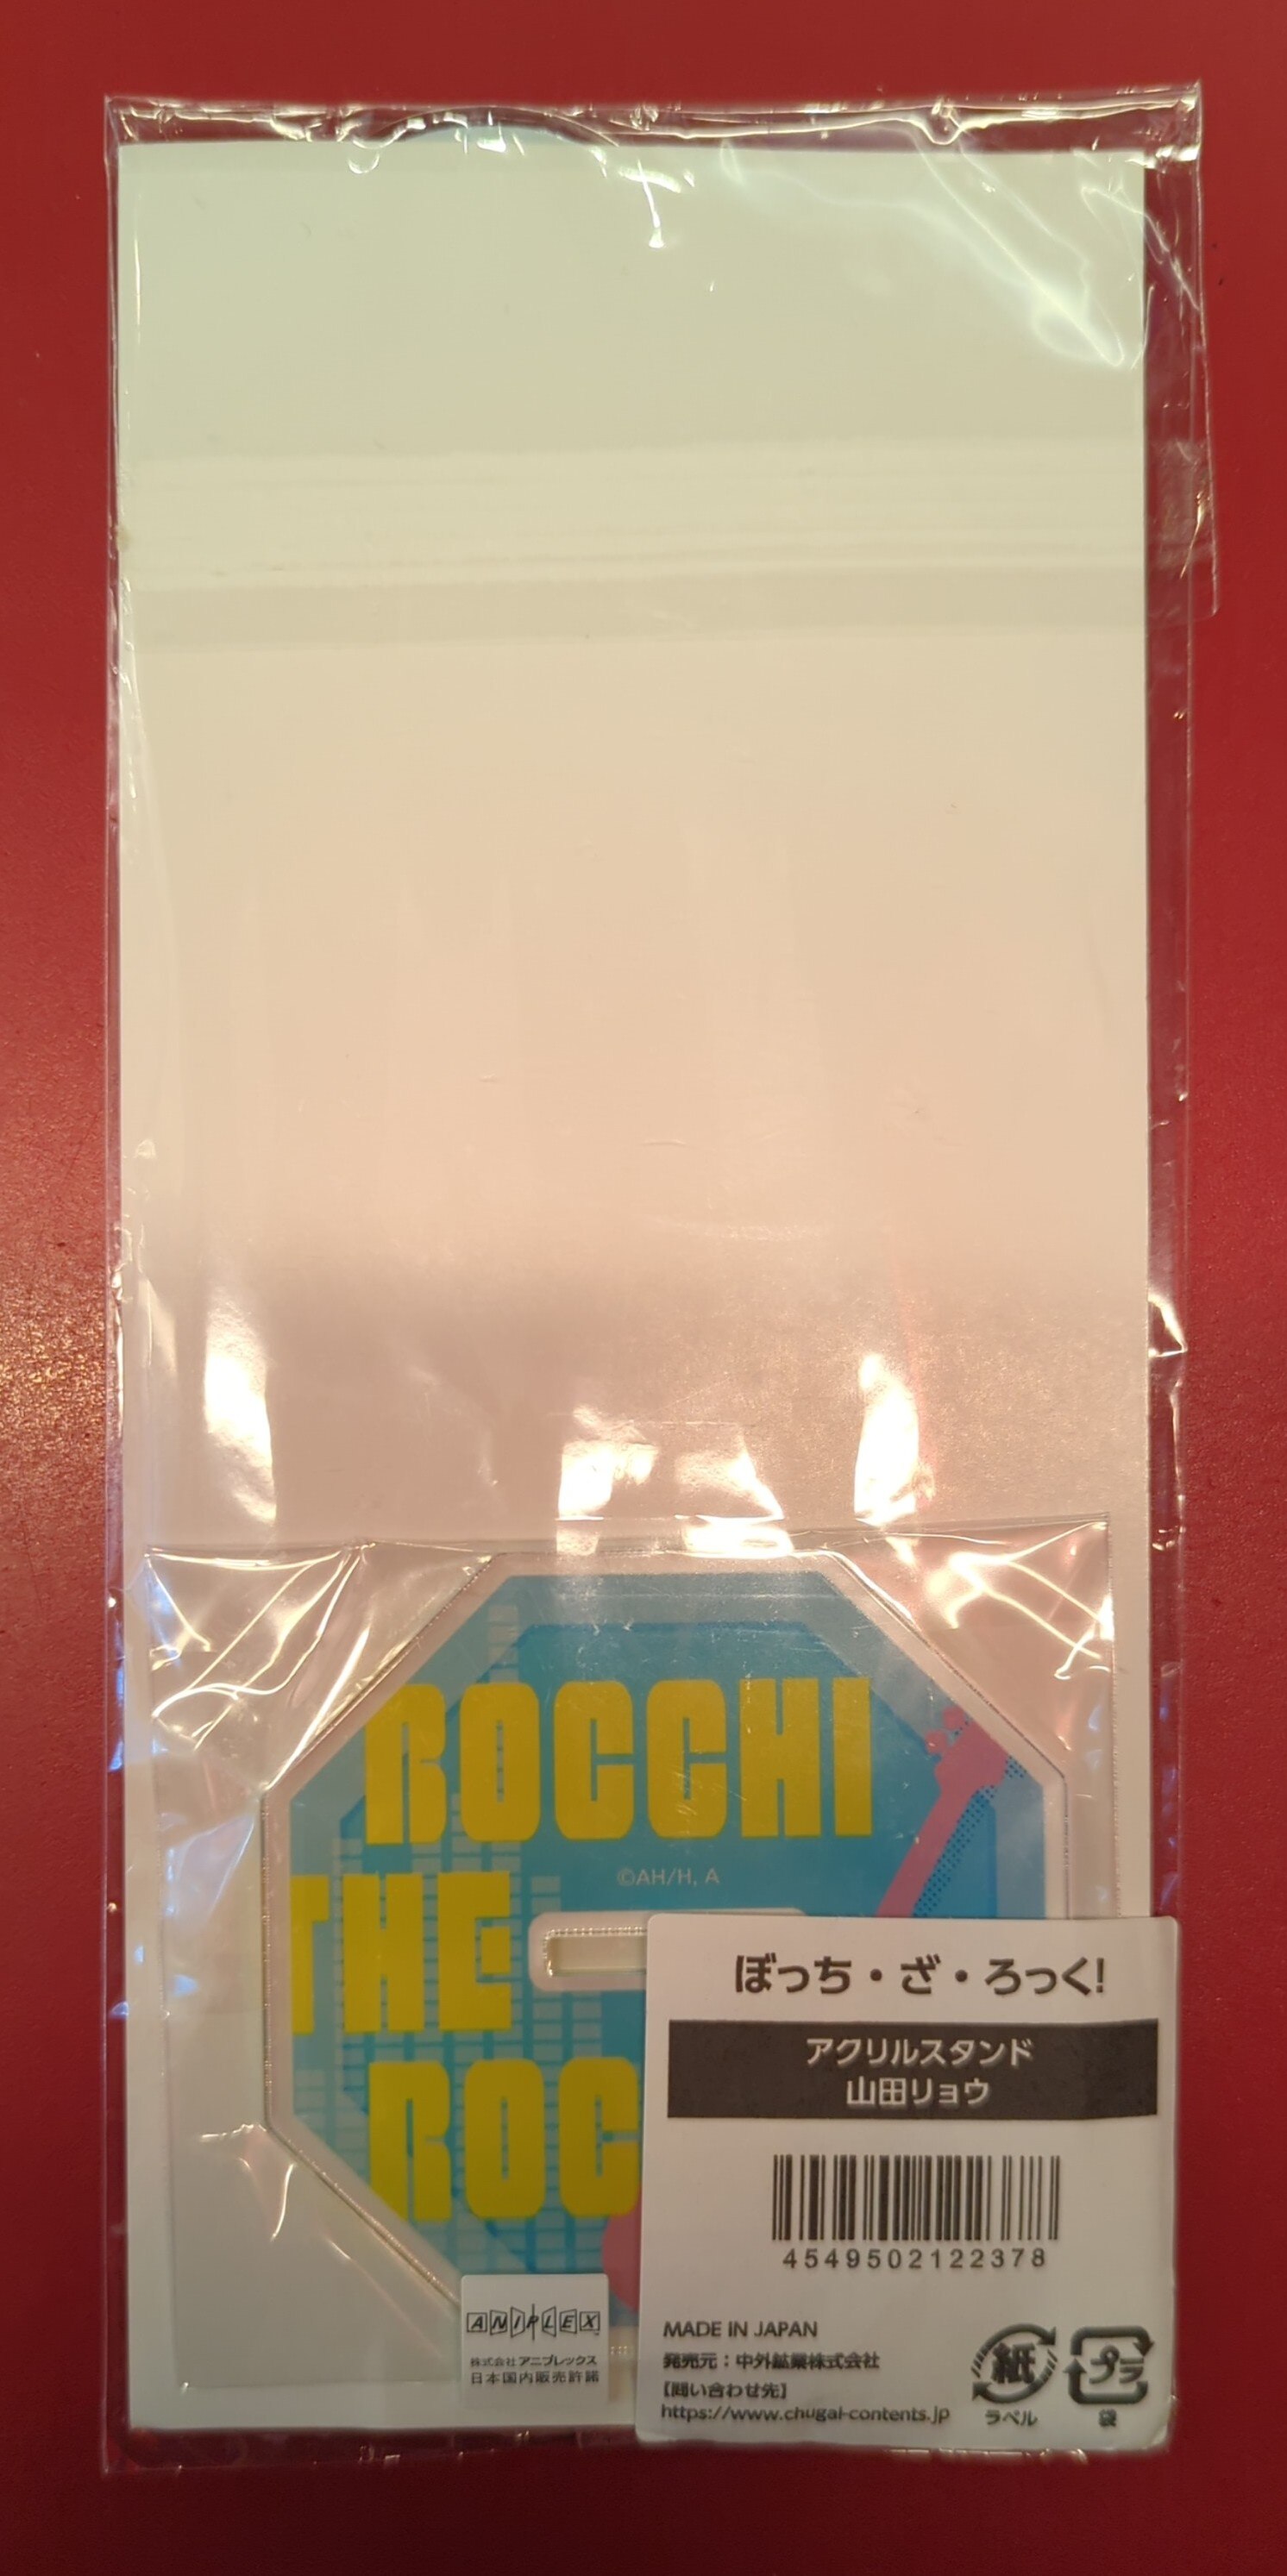 BOCCHI
©AH/H, A
THE
ROC
ぼっち・ざ・ろっく!
アクリルスタンド
山田リョウ
4549502122378
MADE IN JAPAN
発売元：中外鉱業株式会社
【問い合わせ先】
https://www.chugai-contents.jp
紙
ラベル
プラ
袋
ANIPLEX
株式会社アニプレックス
日本国内販売許諾